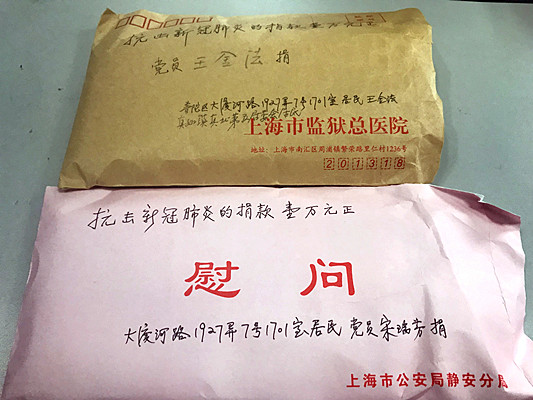 抗击新冠肺炎的捐款壹万元正
党员 王金法 捐
普陀区大渡河路1927弄7号1701室居民 王金法
上海市监狱总医院
地址：上海市南汇区周浦镇繁荣路里仁村1236号
201318
抗击新冠肺炎的捐款 壹万元正
慰 问
大渡河路1927弄7号1701室居民 党员宋瑞芳捐
上海市公安局静安分局